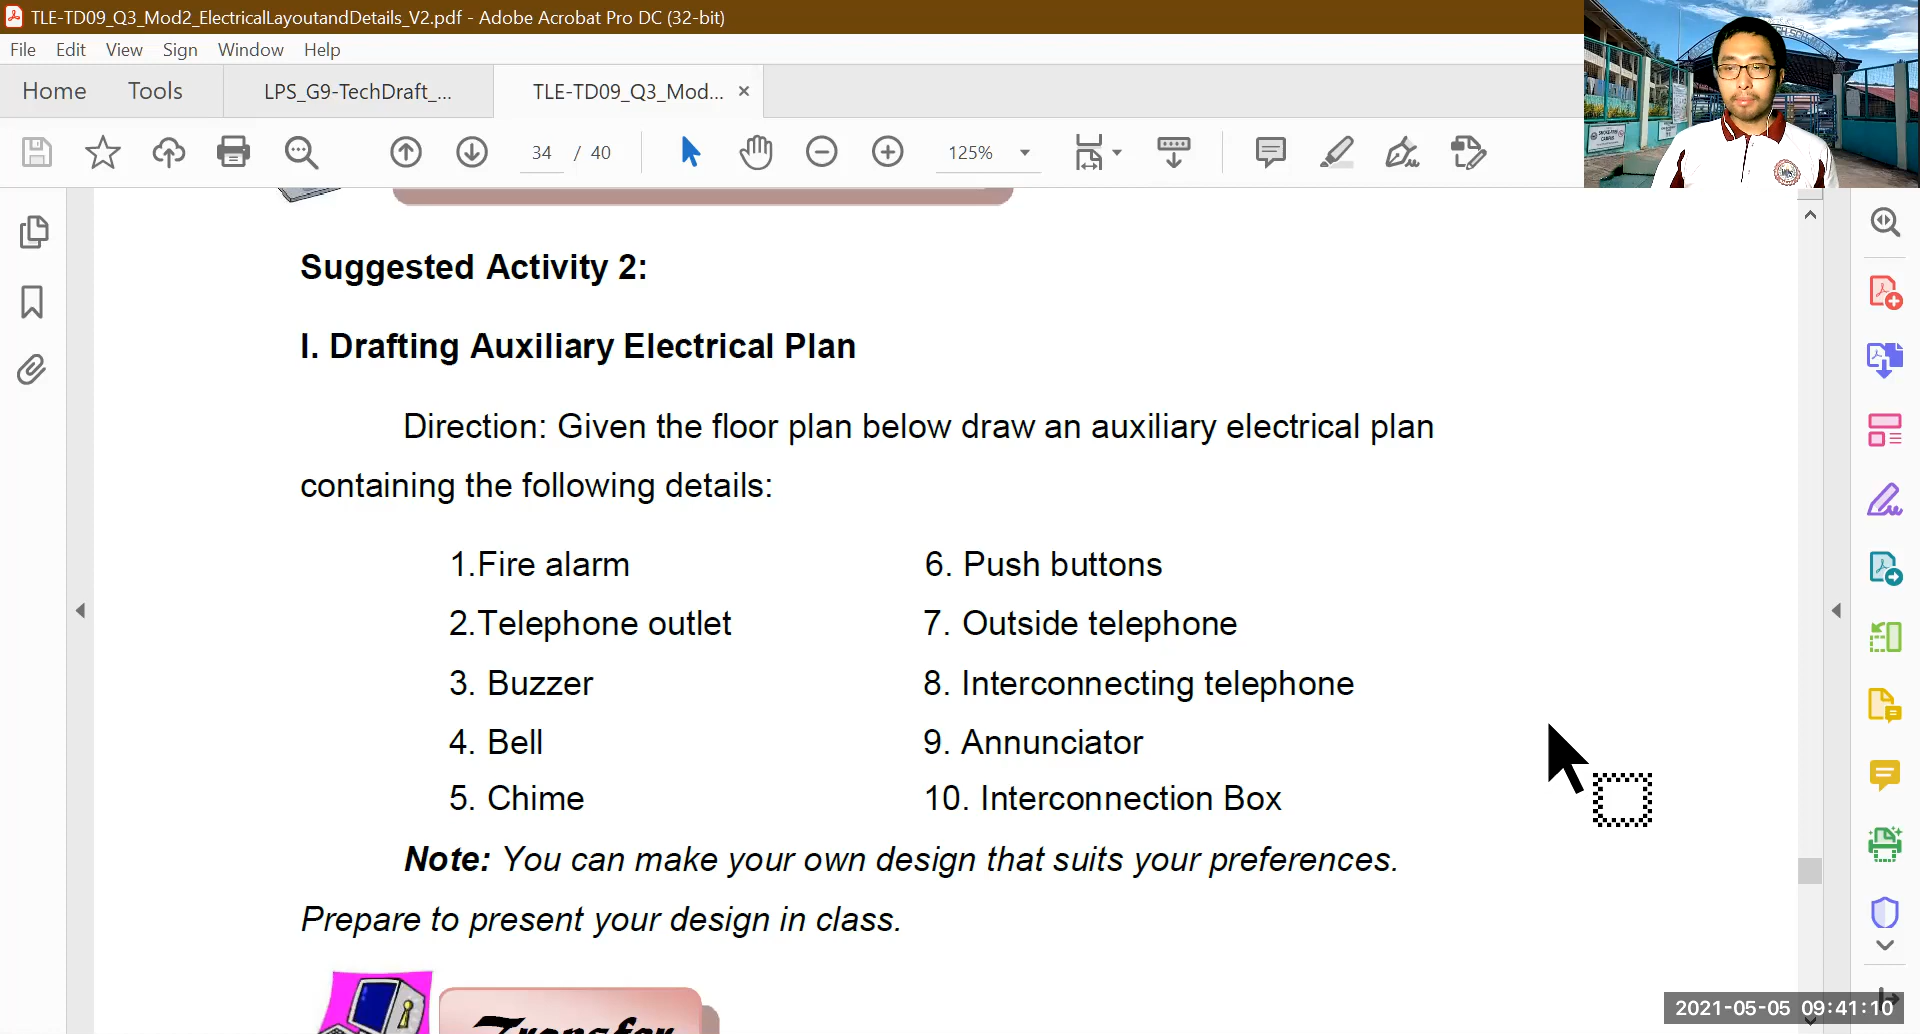 TLE-TD09_Q3_Mod2_ElectricalLayoutandDetails_V2.pdf - Adobe Acrobat Pro DC (32-bit)
File Edit View Sign Window Help
Home Tools LPS_G9-TechDraft_... TLE-TD09_Q3_Mod... ×
34 / 40 125%
Suggested Activity 2:
I. Drafting Auxiliary Electrical Plan
Direction: Given the floor plan below draw an auxiliary electrical plan
containing the following details:
1.Fire alarm
2.Telephone outlet
3. Buzzer
4. Bell
5. Chime
6. Push buttons
7. Outside telephone
8. Interconnecting telephone
9. Annunciator
10. Interconnection Box
Note: You can make your own design that suits your preferences.
Prepare to present your design in class.
Transfer
2021-05-05 09:41:10